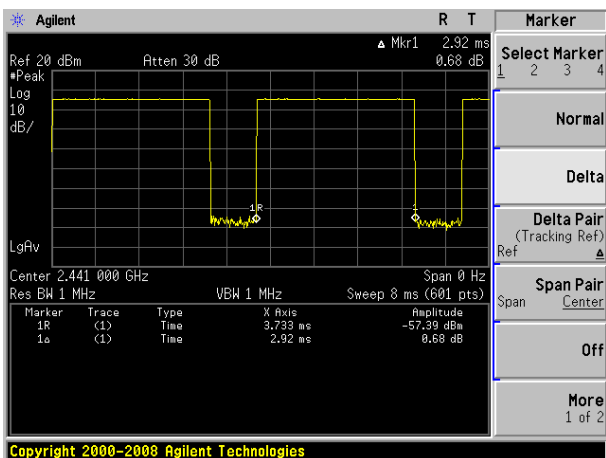 Agilent
R T
Marker
Δ Mkr1 2.92 ms
Ref 20 dBm Atten 30 dB 0.68 dB
#Peak
Log
10
dB/
1R
1
LgAv
Center 2.441 000 GHz Span 0 Hz
Res BW 1 MHz VBW 1 MHz Sweep 8 ms (601 pts)
Marker Trace Type X Axis Amplitude
1R (1) Time 3.733 ms -57.39 dBm
1Δ (1) Time 2.92 ms 0.68 dB
Select Marker
1 2 3 4
Normal
Delta
Delta Pair
(Tracking Ref)
Ref Δ
Span Pair
Span Center
Off
More
1 of 2
Copyright 2000-2008 Agilent Technologies